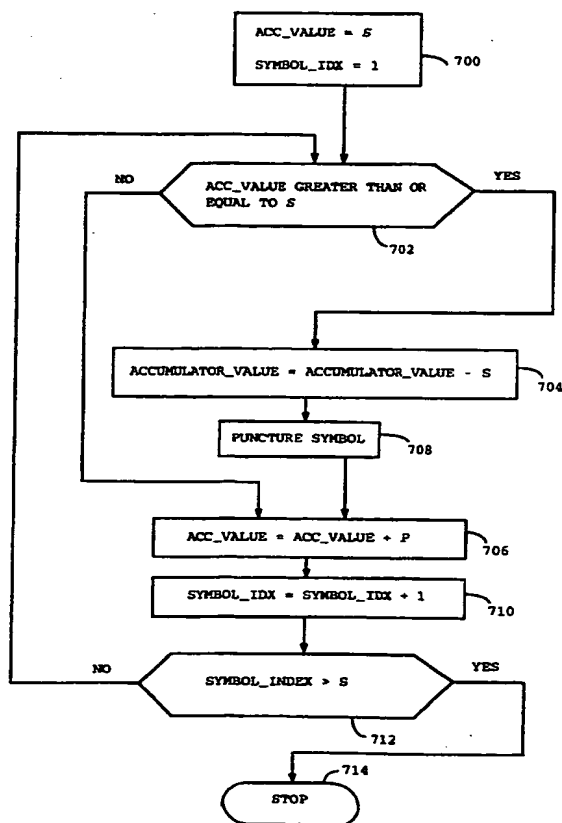 ACC_VALUE = S
SYMBOL_IDX = 1
700
NO
YES
ACC_VALUE GREATER THAN OR
EQUAL TO S
702
ACCUMULATOR_VALUE = ACCUMULATOR_VALUE - S
704
PUNCTURE SYMBOL
708
ACC_VALUE = ACC_VALUE + P
706
SYMBOL_IDX = SYMBOL_IDX + 1
710
NO
YES
SYMBOL_INDEX > S
712
714
STOP